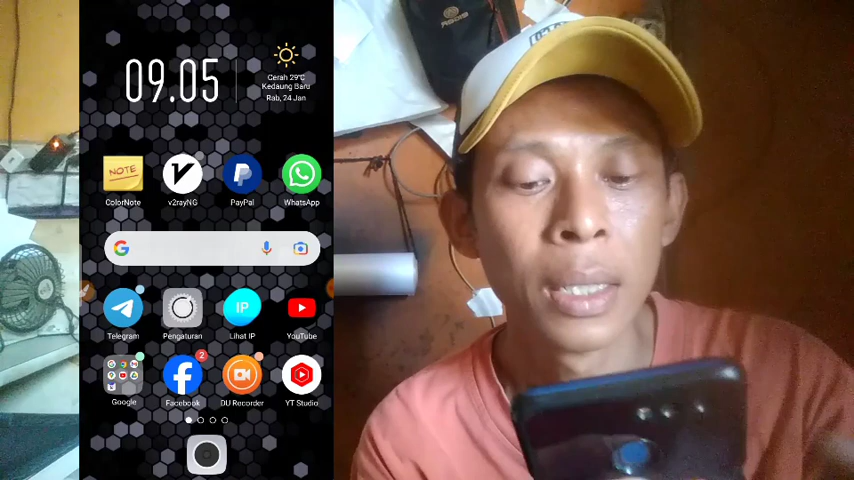 09.05
Cerah 29°C
Kedaung Baru
Rab, 24 Jan
NOTE
ColorNote
v2rayNG
PayPal
WhatsApp
Telegram
Pengaturan
IP
Lihat IP
YouTube
Google
2
Facebook
DU Recorder
YT Studio